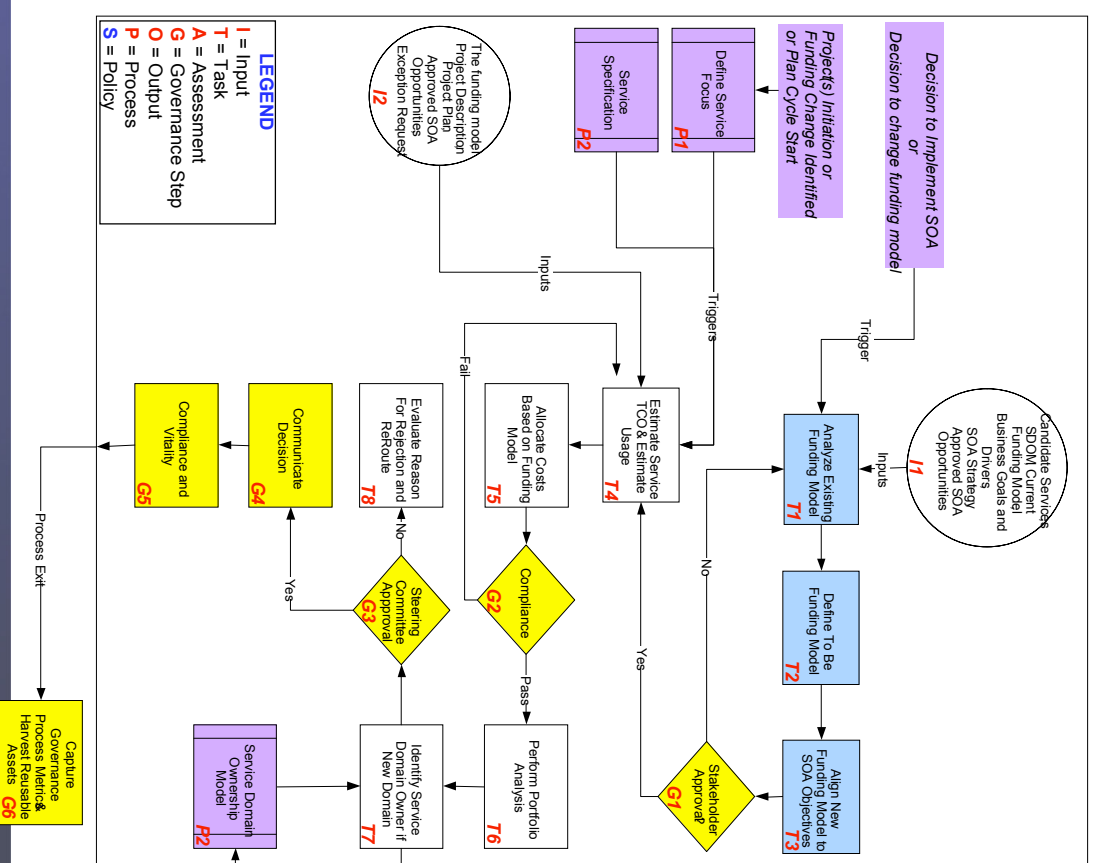 Decision to Implement SOA
or
Decision to change funding model
Trigger
Candidate Services
SDOM Current
Funding Model
Business Goals and
Drivers
SOA Strategy
Approved SOA
Opportunities
I1
Inputs
Analyze Existing
Funding Model
T1
Define To Be
Funding Model
T2
Align New
Funding Model to
SOA Objectives
T3
Stakeholder
Approval?
G1
No
Yes
Project(s) Initiation or
Funding Change Identified
or Plan Cycle Start
Define Service
Focus
P1
Service
Specification
P2
Triggers
The funding model
Project Description
Project Plan
Approved SOA
Opportunities
Exception Request
I2
Inputs
Estimate Service
TCO & Estimate
Usage
T4
Allocate Costs
Based on Funding
Model
T5
Compliance
G2
Fail
Pass
Perform Portfolio
Analysis
T6
Identify Service
Domain Owner if
New Domain
T7
Service Domain
Ownership
Model
P2
Steering
Committee
Appproval
G3
No
Yes
Evaluate Reason
For Rejection and
ReRoute
T8
Communicate
Decision
G4
Compliance and
Vitality
G5
Process Exit
Capture
Governance
Process Metric&
Harvest Reusable
Assets
G6
LEGEND
I = Input
T = Task
A = Assessment
G = Governance Step
O = Output
P = Process
S = Policy